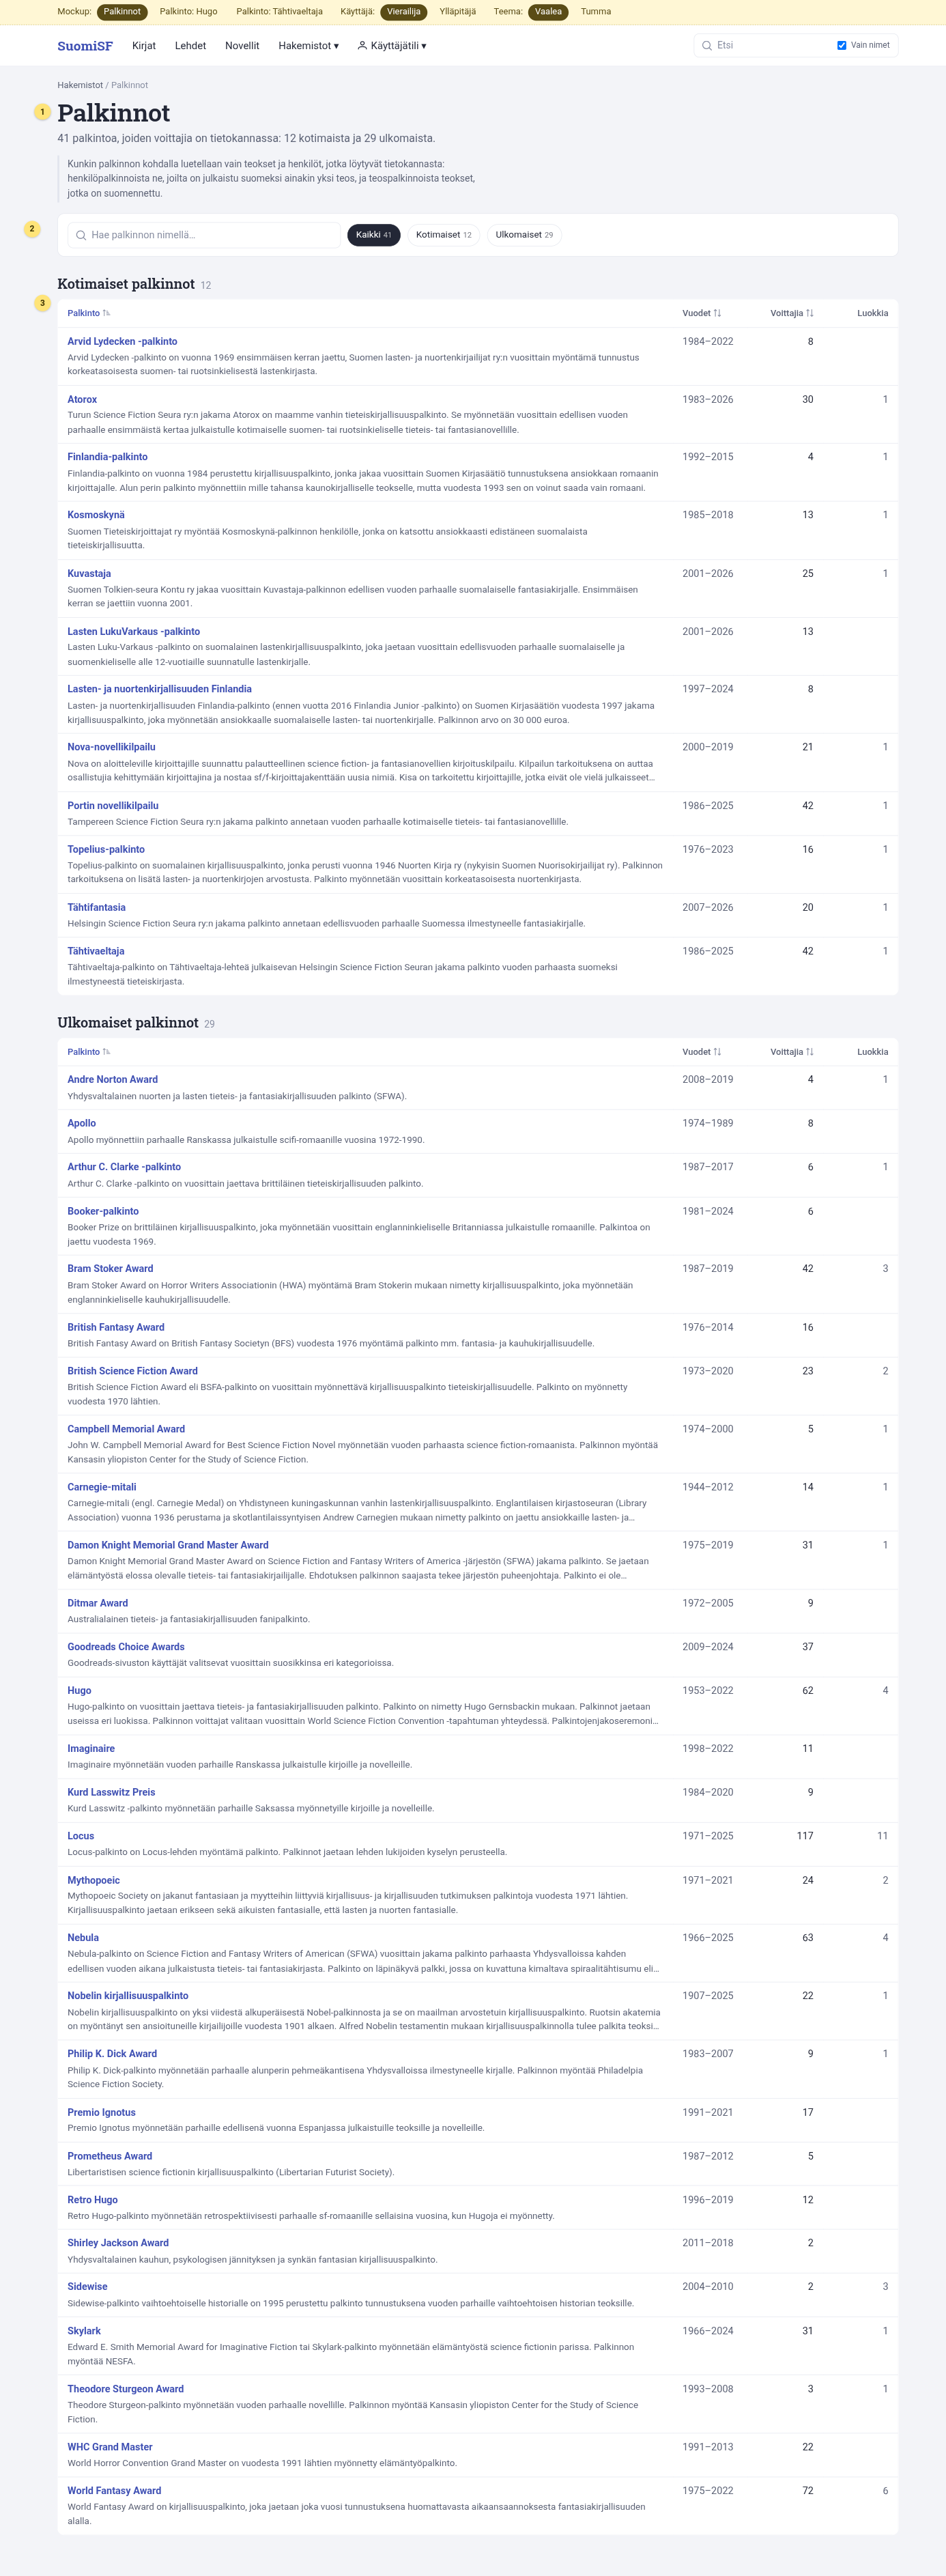 Mockup: Palkinnot Palkinto: Hugo Palkinto: Tähtivaeltaja Käyttäjä: Vierailija Ylläpitäjä Teema: Vaalea Tumma
SuomiSF Kirjat Lehdet Novellit Hakemistot ▾ Käyttäjätili ▾ Etsi Vain nimet
Hakemistot / Palkinnot
1 Palkinnot
41 palkintoa, joiden voittajia on tietokannassa: 12 kotimaista ja 29 ulkomaista.
Kunkin palkinnon kohdalla luetellaan vain teokset ja henkilöt, jotka löytyvät tietokannasta:
henkilöpalkinnoista ne, joilta on julkaistu suomeksi ainakin yksi teos, ja teospalkinnoista teokset,
jotka on suomennettu.
2 Hae palkinnon nimellä... Kaikki 41 Kotimaiset 12 Ulkomaiset 29
Kotimaiset palkinnot 12
3 Palkinto Vuodet Voittajia Luokkia
Arvid Lydecken -palkinto 1984–2022 8
Arvid Lydecken -palkinto on vuonna 1969 ensimmäisen kerran jaettu, Suomen lasten- ja nuortenkirjailijat ry:n vuosittain myöntämä tunnustus
korkeatasoisesta suomen- tai ruotsinkielisestä lastenkirjasta.
Atorox 1983–2026 30 1
Turun Science Fiction Seura ry:n jakama Atorox on maamme vanhin tieteiskirjallisuuspalkinto. Se myönnetään vuosittain edellisen vuoden
parhaalle ensimmäistä kertaa julkaistulle kotimaiselle suomen- tai ruotsinkieliselle tieteis- tai fantasianovellille.
Finlandia-palkinto 1992–2015 4 1
Finlandia-palkinto on vuonna 1984 perustettu kirjallisuuspalkinto, jonka jakaa vuosittain Suomen Kirjasäätiö tunnustuksena ansiokkaan romaanin
kirjoittajalle. Alun perin palkinto myönnettiin mille tahansa kaunokirjalliselle teokselle, mutta vuodesta 1993 sen on voinut saada vain romaani.
Kosmoskynä 1985–2018 13 1
Suomen Tieteiskirjoittajat ry myöntää Kosmoskynä-palkinnon henkilölle, jonka on katsottu ansiokkaasti edistäneen suomalaista
tieteiskirjallisuutta.
Kuvastaja 2001–2026 25 1
Suomen Tolkien-seura Kontu ry jakaa vuosittain Kuvastaja-palkinnon edellisen vuoden parhaalle suomalaiselle fantasiakirjalle. Ensimmäisen
kerran se jaettiin vuonna 2001.
Lasten LukuVarkaus -palkinto 2001–2026 13
Lasten Luku-Varkaus -palkinto on suomalainen lastenkirjallisuuspalkinto, joka jaetaan vuosittain edellisvuoden parhaalle suomalaiselle ja
suomenkieliselle alle 12-vuotiaille suunnatulle lastenkirjalle.
Lasten- ja nuortenkirjallisuuden Finlandia 1997–2024 8
Lasten- ja nuortenkirjallisuuden Finlandia-palkinto (ennen vuotta 2016 Finlandia Junior -palkinto) on Suomen Kirjasäätiön vuodesta 1997 jakama
kirjallisuuspalkinto, joka myönnetään ansiokkaalle suomalaiselle lasten- tai nuortenkirjalle. Palkinnon arvo on 30 000 euroa.
Nova-novellikilpailu 2000–2019 21 1
Nova on aloitteleville kirjoittajille suunnattu palautteellinen science fiction- ja fantasianovellien kirjoituskilpailu. Kilpailun tarkoituksena on auttaa
osallistujia kehittymään kirjoittajina ja nostaa sf/f-kirjoittajakenttään uusia nimiä. Kisa on tarkoitettu kirjoittajille, jotka eivät ole vielä julkaisseet…
Portin novellikilpailu 1986–2025 42 1
Tampereen Science Fiction Seura ry:n jakama palkinto annetaan vuoden parhaalle kotimaiselle tieteis- tai fantasianovellille.
Topelius-palkinto 1976–2023 16 1
Topelius-palkinto on suomalainen kirjallisuuspalkinto, jonka perusti vuonna 1946 Nuorten Kirja ry (nykyisin Suomen Nuorisokirjailijat ry). Palkinnon
tarkoituksena on lisätä lasten- ja nuortenkirjojen arvostusta. Palkinto myönnetään vuosittain korkeatasoisesta nuortenkirjasta.
Tähtifantasia 2007–2026 20 1
Helsingin Science Fiction Seura ry:n jakama palkinto annetaan edellisvuoden parhaalle Suomessa ilmestyneelle fantasiakirjalle.
Tähtivaeltaja 1986–2025 42 1
Tähtivaeltaja-palkinto on Tähtivaeltaja-lehteä julkaisevan Helsingin Science Fiction Seuran jakama palkinto vuoden parhaasta suomeksi
ilmestyneestä tieteiskirjasta.
Ulkomaiset palkinnot 29
Palkinto Vuodet Voittajia Luokkia
Andre Norton Award 2008–2019 4 1
Yhdysvaltalainen nuorten ja lasten tieteis- ja fantasiakirjallisuuden palkinto (SFWA).
Apollo 1974–1989 8
Apollo myönnettiin parhaalle Ranskassa julkaistulle scifi-romaanille vuosina 1972-1990.
Arthur C. Clarke -palkinto 1987–2017 6 1
Arthur C. Clarke -palkinto on vuosittain jaettava brittiläinen tieteiskirjallisuuden palkinto.
Booker-palkinto 1981–2024 6
Booker Prize on brittiläinen kirjallisuuspalkinto, joka myönnetään vuosittain englanninkieliselle Britanniassa julkaistulle romaanille. Palkintoa on
jaettu vuodesta 1969.
Bram Stoker Award 1987–2019 42 3
Bram Stoker Award on Horror Writers Associationin (HWA) myöntämä Bram Stokerin mukaan nimetty kirjallisuuspalkinto, joka myönnetään
englanninkieliselle kauhukirjallisuudelle.
British Fantasy Award 1976–2014 16
British Fantasy Award on British Fantasy Societyn (BFS) vuodesta 1976 myöntämä palkinto mm. fantasia- ja kauhukirjallisuudelle.
British Science Fiction Award 1973–2020 23 2
British Science Fiction Award eli BSFA-palkinto on vuosittain myönnettävä kirjallisuuspalkinto tieteiskirjallisuudelle. Palkinto on myönnetty
vuodesta 1970 lähtien.
Campbell Memorial Award 1974–2000 5 1
John W. Campbell Memorial Award for Best Science Fiction Novel myönnetään vuoden parhaasta science fiction-romaanista. Palkinnon myöntää
Kansasin yliopiston Center for the Study of Science Fiction.
Carnegie-mitali 1944–2012 14 1
Carnegie-mitali (engl. Carnegie Medal) on Yhdistyneen kuningaskunnan vanhin lastenkirjallisuuspalkinto. Englantilaisen kirjastoseuran (Library
Association) vuonna 1936 perustama ja skotlantilaissyntyisen Andrew Carnegien mukaan nimetty palkinto on jaettu ansiokkaille lasten- ja…
Damon Knight Memorial Grand Master Award 1975–2019 31 1
Damon Knight Memorial Grand Master Award on Science Fiction and Fantasy Writers of America -järjestön (SFWA) jakama palkinto. Se jaetaan
elämäntyöstä elossa olevalle tieteis- tai fantasiakirjailijalle. Ehdotuksen palkinnon saajasta tekee järjestön puheenjohtaja. Palkinto ei ole…
Ditmar Award 1972–2005 9
Australialainen tieteis- ja fantasiakirjallisuuden fanipalkinto.
Goodreads Choice Awards 2009–2024 37
Goodreads-sivuston käyttäjät valitsevat vuosittain suosikkinsa eri kategorioissa.
Hugo 1953–2022 62 4
Hugo-palkinto on vuosittain jaettava tieteis- ja fantasiakirjallisuuden palkinto. Palkinto on nimetty Hugo Gernsbackin mukaan. Palkinnot jaetaan
useissa eri luokissa. Palkinnon voittajat valitaan vuosittain World Science Fiction Convention -tapahtuman yhteydessä. Palkintojenjakoseremoni…
Imaginaire 1998–2022 11
Imaginaire myönnetään vuoden parhaille Ranskassa julkaistuille kirjoille ja novelleille.
Kurd Lasswitz Preis 1984–2020 9
Kurd Lasswitz -palkinto myönnetään parhaille Saksassa myönnetyille kirjoille ja novelleille.
Locus 1971–2025 117 11
Locus-palkinto on Locus-lehden myöntämä palkinto. Palkinnot jaetaan lehden lukijoiden kyselyn perusteella.
Mythopoeic 1971–2021 24 2
Mythopoeic Society on jakanut fantasiaan ja myytteihin liittyviä kirjallisuus- ja kirjallisuuden tutkimuksen palkintoja vuodesta 1971 lähtien.
Kirjallisuuspalkinto jaetaan erikseen sekä aikuisten fantasialle, että lasten ja nuorten fantasialle.
Nebula 1966–2025 63 4
Nebula-palkinto on Science Fiction and Fantasy Writers of American (SFWA) vuosittain jakama palkinto parhaasta Yhdysvalloissa kahden
edellisen vuoden aikana julkaistusta tieteis- tai fantasiakirjasta. Palkinto on läpinäkyvä palkki, jossa on kuvattuna kimaltava spiraalitähtisumu eli…
Nobelin kirjallisuuspalkinto 1907–2025 22 1
Nobelin kirjallisuuspalkinto on yksi viidestä alkuperäisestä Nobel-palkinnosta ja se on maailman arvostetuin kirjallisuuspalkinto. Ruotsin akatemia
on myöntänyt sen ansioituneille kirjailijoille vuodesta 1901 alkaen. Alfred Nobelin testamentin mukaan kirjallisuuspalkinnolla tulee palkita teoksi…
Philip K. Dick Award 1983–2007 9 1
Philip K. Dick-palkinto myönnetään parhaalle alunperin pehmeäkantisena Yhdysvalloissa ilmestyneelle kirjalle. Palkinnon myöntää Philadelpia
Science Fiction Society.
Premio Ignotus 1991–2021 17
Premio Ignotus myönnetään parhaille edellisenä vuonna Espanjassa julkaistuille teoksille ja novelleille.
Prometheus Award 1987–2012 5
Libertaristisen science fictionin kirjallisuuspalkinto (Libertarian Futurist Society).
Retro Hugo 1996–2019 12
Retro Hugo-palkinto myönnetään retrospektiivisesti parhaalle sf-romaanille sellaisina vuosina, kun Hugoja ei myönnetty.
Shirley Jackson Award 2011–2018 2
Yhdysvaltalainen kauhun, psykologisen jännityksen ja synkän fantasian kirjallisuuspalkinto.
Sidewise 2004–2010 2 3
Sidewise-palkinto vaihtoehtoiselle historialle on 1995 perustettu palkinto tunnustuksena vuoden parhaille vaihtoehtoisen historian teoksille.
Skylark 1966–2024 31 1
Edward E. Smith Memorial Award for Imaginative Fiction tai Skylark-palkinto myönnetään elämäntyöstä science fictionin parissa. Palkinnon
myöntää NESFA.
Theodore Sturgeon Award 1993–2008 3 1
Theodore Sturgeon-palkinto myönnetään vuoden parhaalle novellille. Palkinnon myöntää Kansasin yliopiston Center for the Study of Science
Fiction.
WHC Grand Master 1991–2013 22
World Horror Convention Grand Master on vuodesta 1991 lähtien myönnetty elämäntyöpalkinto.
World Fantasy Award 1975–2022 72 6
World Fantasy Award on kirjallisuuspalkinto, joka jaetaan joka vuosi tunnustuksena huomattavasta aikaansaannoksesta fantasiakirjallisuuden
alalla.